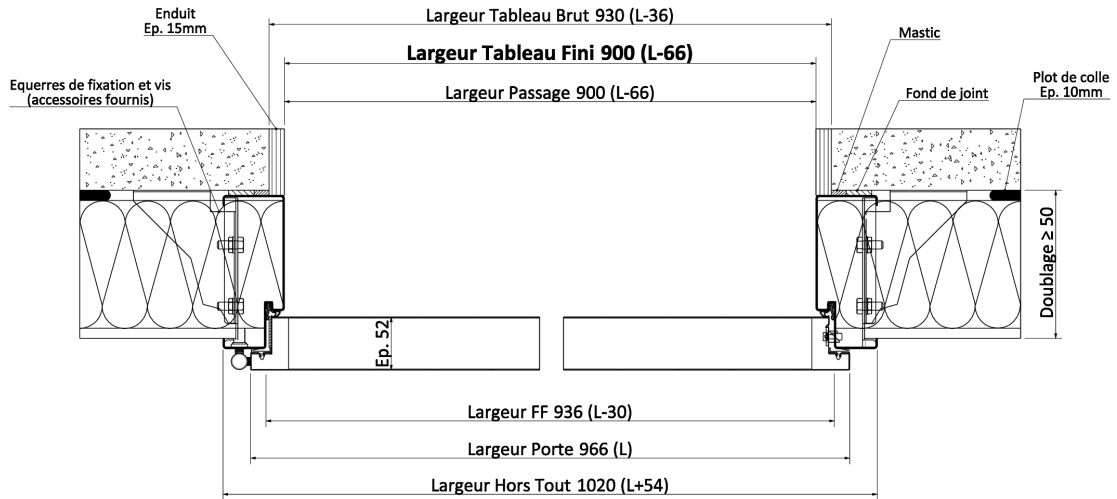 Enduit
Ep. 15mm
Largeur Tableau Brut 930 (L-36)
Mastic
Largeur Tableau Fini 900 (L-66)
Equerres de fixation et vis
(accessoires fournis)
Largeur Passage 900 (L-66)
Fond de joint
Plot de colle
Ep. 10mm
Doublage ≥ 50
Ep. 52
Largeur FF 936 (L-30)
Largeur Porte 966 (L)
Largeur Hors Tout 1020 (L+54)